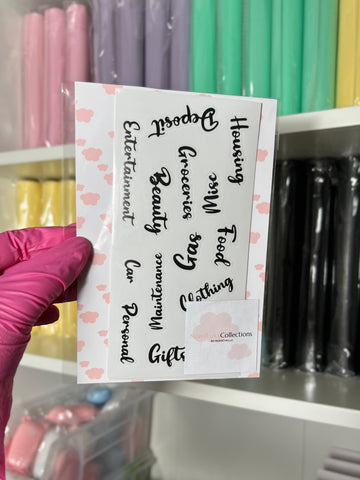 Housing
Deposit
Misc
Groceries
Food
Gas
Beauty
Entertainment
Clothing
Maintenance
Car
Personal
Gifts
Collections